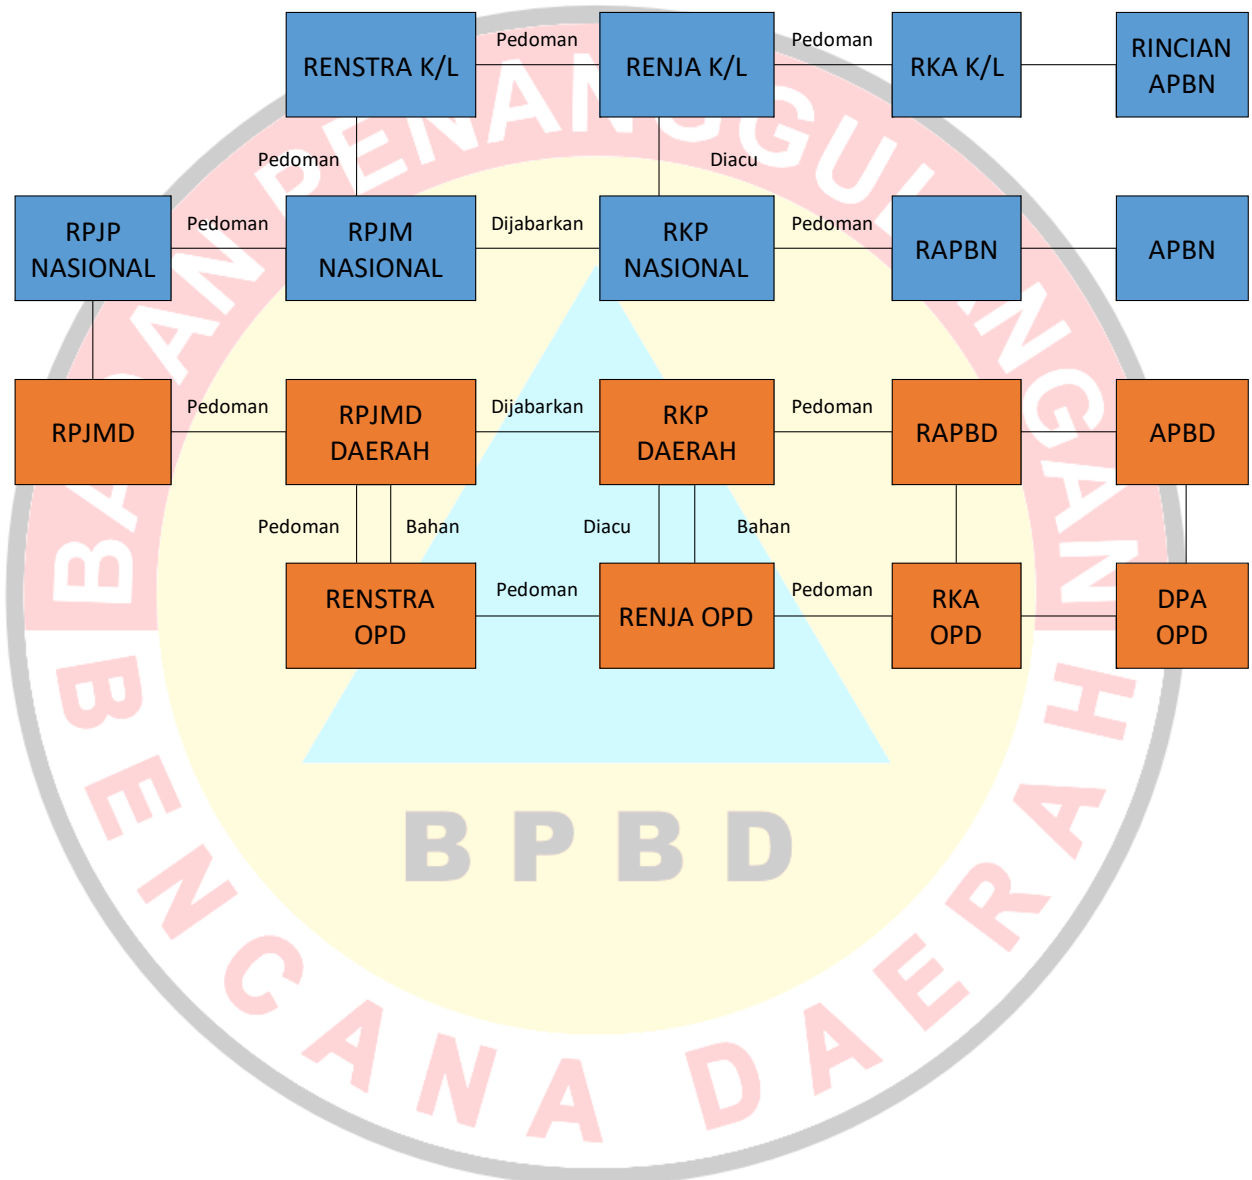 Pedoman
Pedoman
RENSTRA K/L
RENJA K/L
RKA K/L
RINCIAN
APBN
Pedoman
Diacu
RPJP
NASIONAL
Pedoman
RPJM
NASIONAL
Dijabarkan
RKP
NASIONAL
Pedoman
RAPBN
APBN
RPJMD
Pedoman
RPJMD
DAERAH
Dijabarkan
RKP
DAERAH
Pedoman
RAPBD
APBD
Pedoman
Bahan
Diacu
Bahan
RENSTRA
OPD
Pedoman
RENJA OPD
Pedoman
RKA
OPD
DPA
OPD
BADAN PENANGGULANGAN
BPBD
BENCANA DAERAH